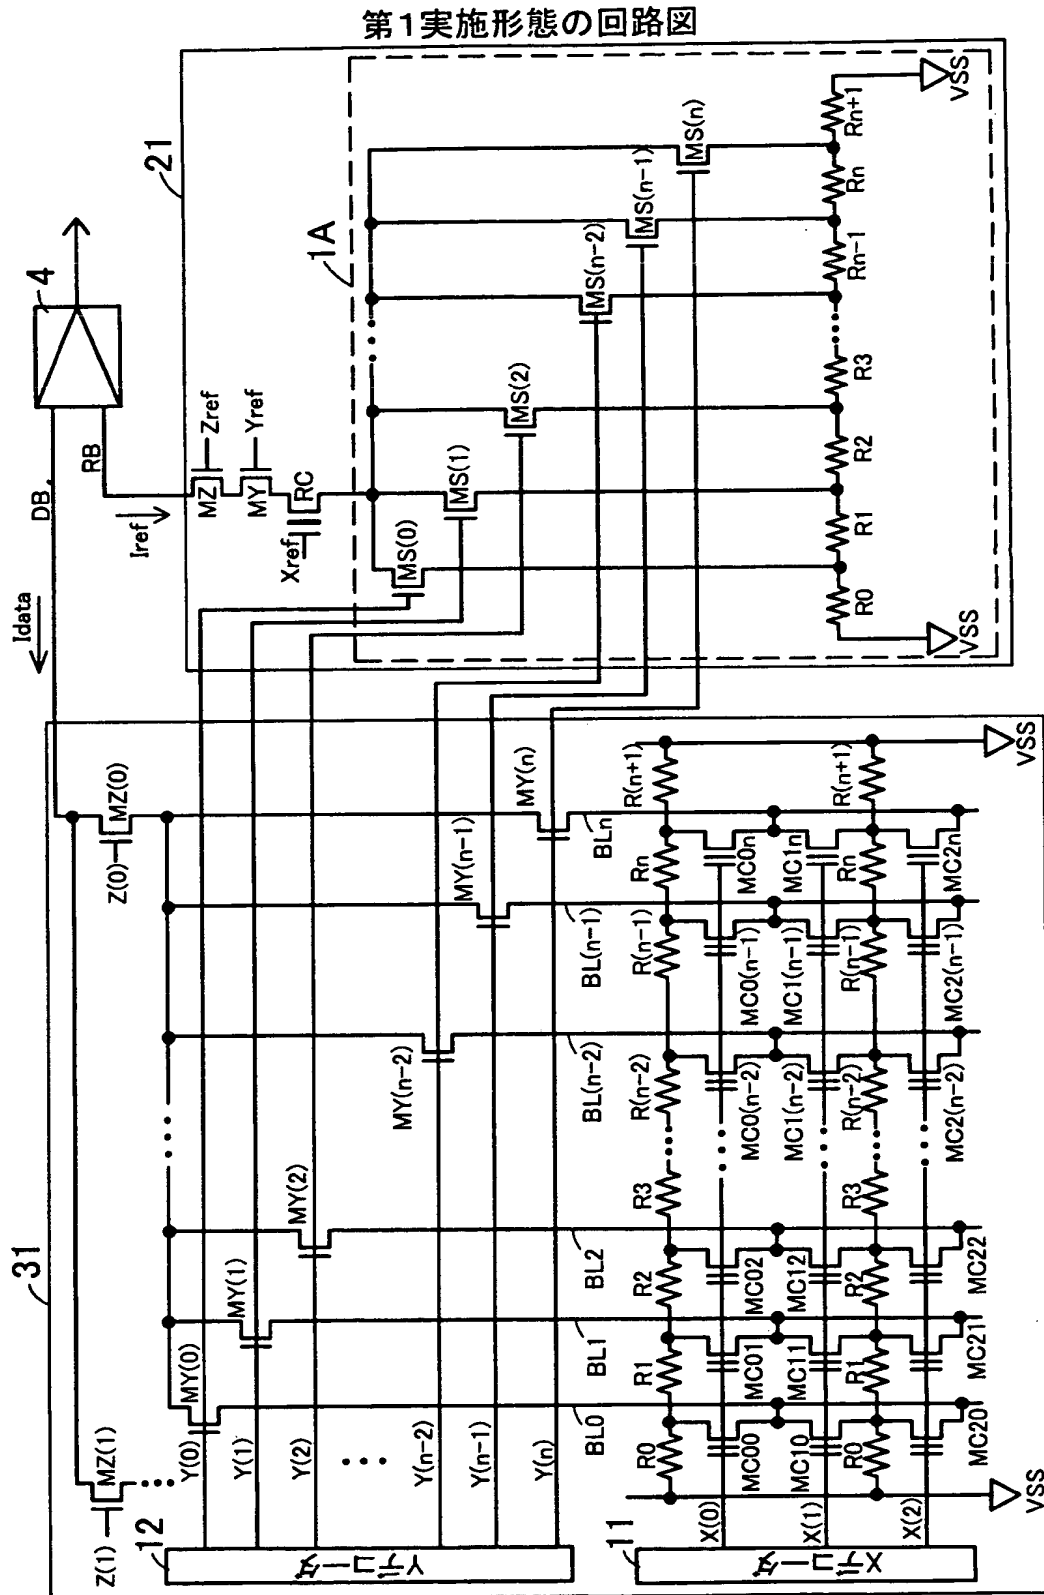 第1実施形態の回路図
31
Z(1)
MZ(1)
Z(0)
MZ(0)
DB
Idata
RB
Iref
4
21
MZ
Zref
MY
Yref
Xref
RC
1A
MS(0)
MS(1)
MS(2)
MS(n-2)
MS(n-1)
MS(n)
VSS
R0
R1
R2
R3
Rn-1
Rn
Rn+1
VSS
12
Yデコーダ
Y(0)
Y(1)
Y(2)
Y(n-2)
Y(n-1)
Y(n)
MY(0)
MY(1)
MY(2)
MY(n-2)
MY(n-1)
MY(n)
BL0
BL1
BL2
BL(n-2)
BL(n-1)
BLn
R0
R1
R2
R3
R(n-2)
R(n-1)
Rn
R(n+1)
11
Xデコーダ
X(0)
X(1)
X(2)
MC00
MC01
MC02
MC0(n-2)
MC0(n-1)
MC0n
MC10
MC11
MC12
MC1(n-2)
MC1(n-1)
MC1n
R0
R1
R2
R3
R(n-2)
R(n-1)
Rn
R(n+1)
MC20
MC21
MC22
MC2(n-2)
MC2(n-1)
MC2n
VSS
VSS